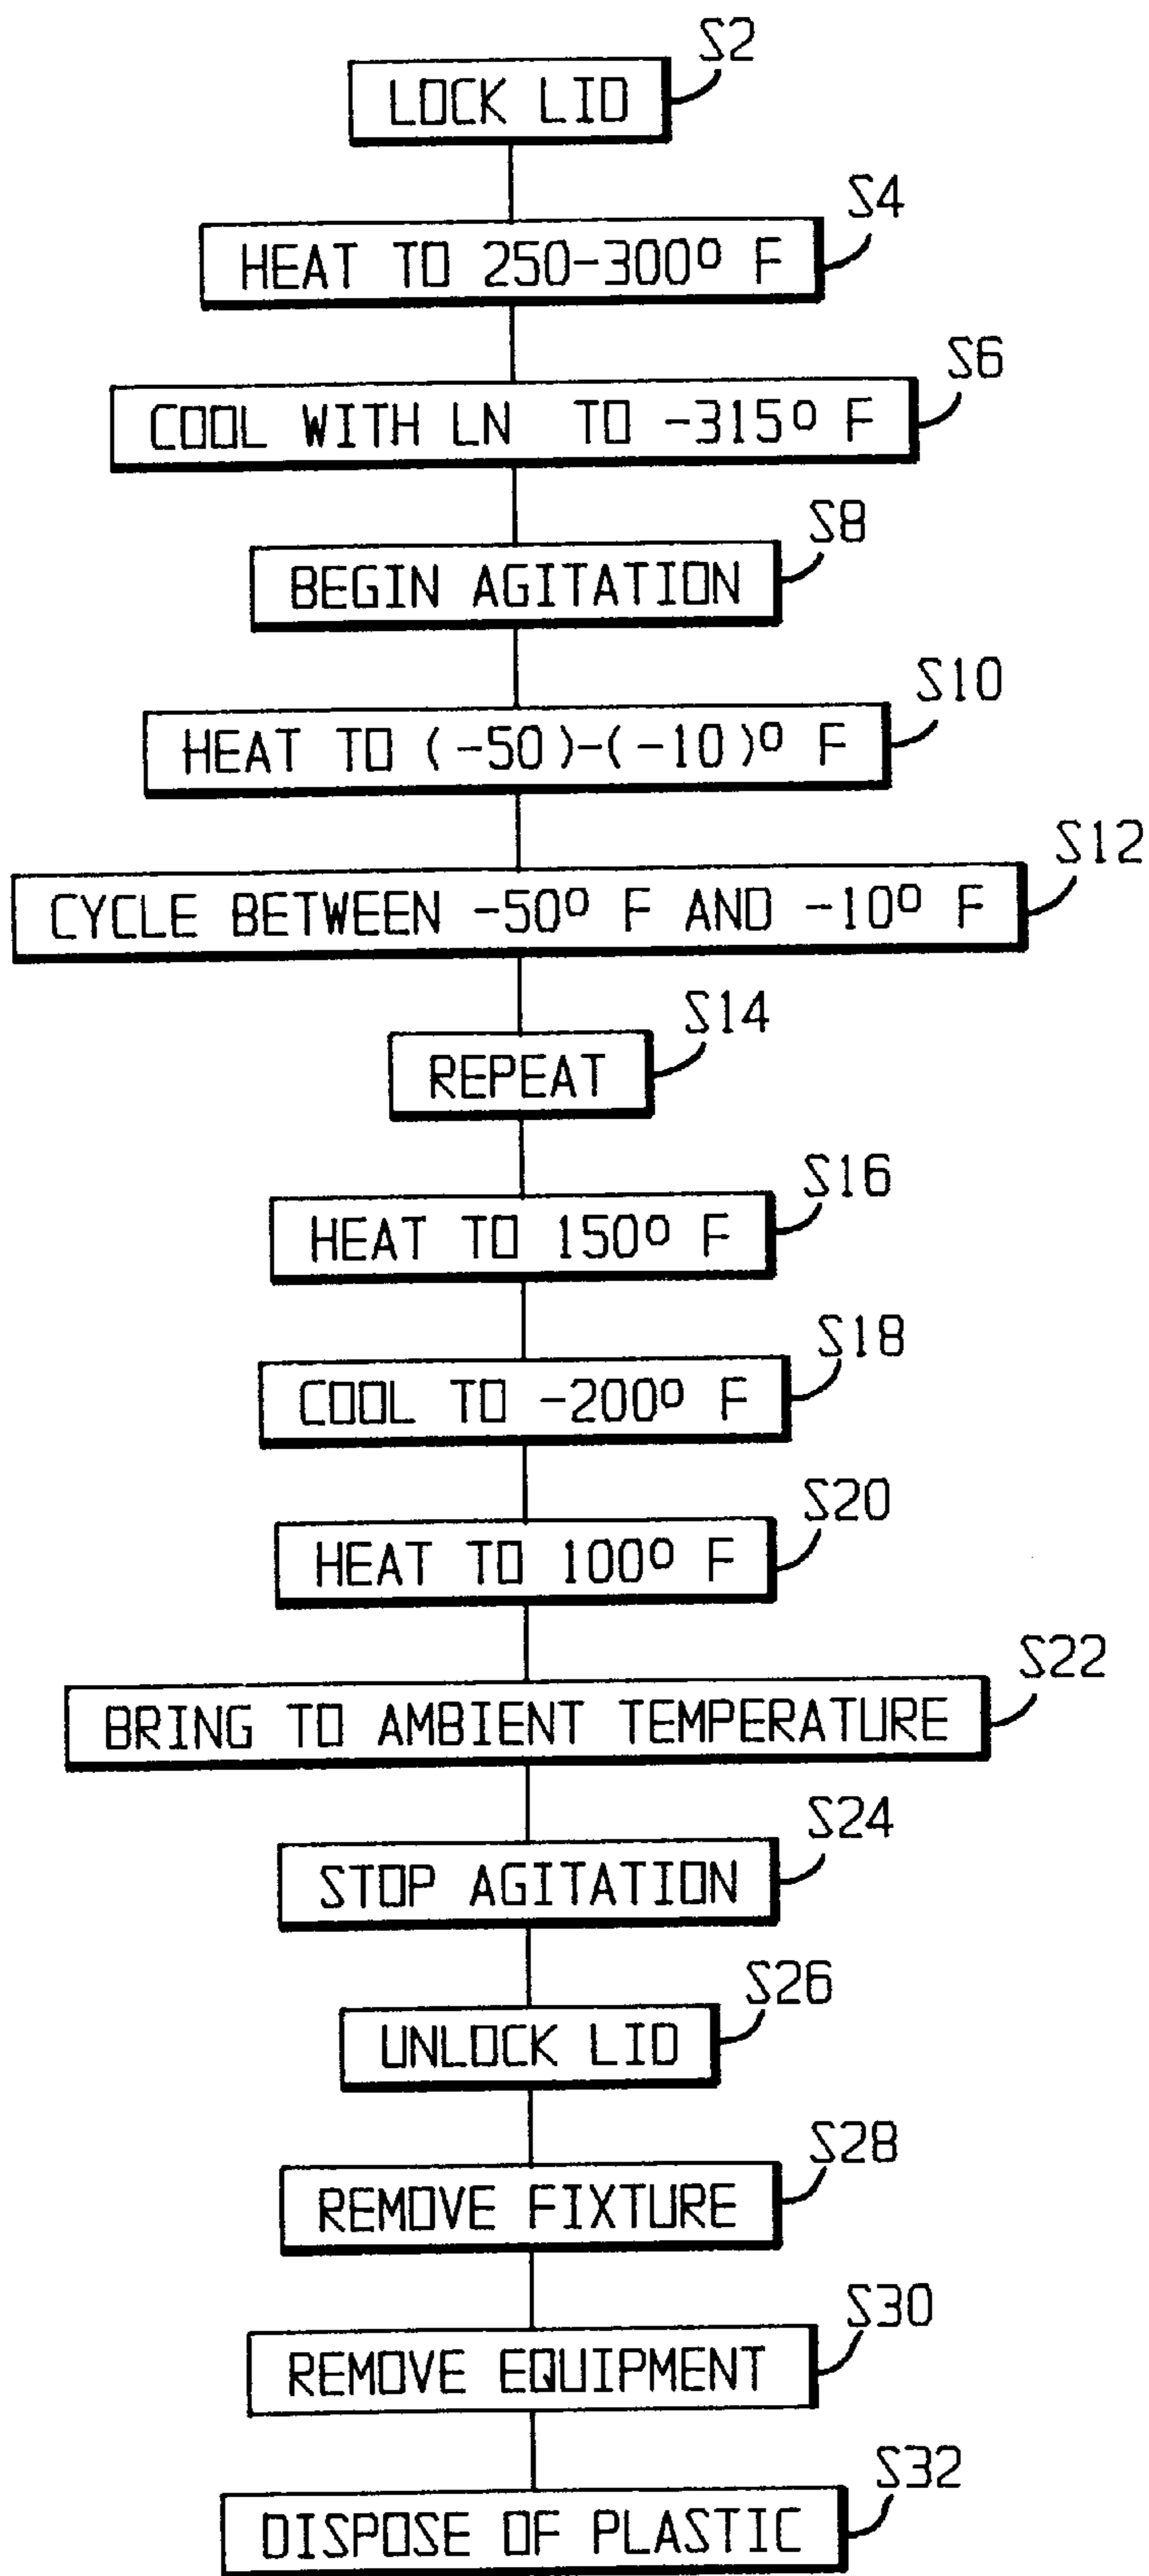 S2
LOCK LID
S4
HEAT TO 250-300° F
S6
COOL WITH LN TO -315° F
S8
BEGIN AGITATION
S10
HEAT TO (-50)-(-10)° F
S12
CYCLE BETWEEN -50° F AND -10° F
S14
REPEAT
S16
HEAT TO 150° F
S18
COOL TO -200° F
S20
HEAT TO 100° F
S22
BRING TO AMBIENT TEMPERATURE
S24
STOP AGITATION
S26
UNLOCK LID
S28
REMOVE FIXTURE
S30
REMOVE EQUIPMENT
S32
DISPOSE OF PLASTIC